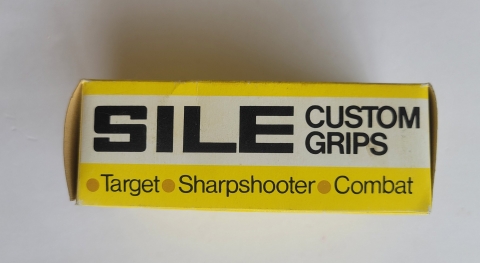 SILE CUSTOM
GRIPS
• Target • Sharpshooter • Combat